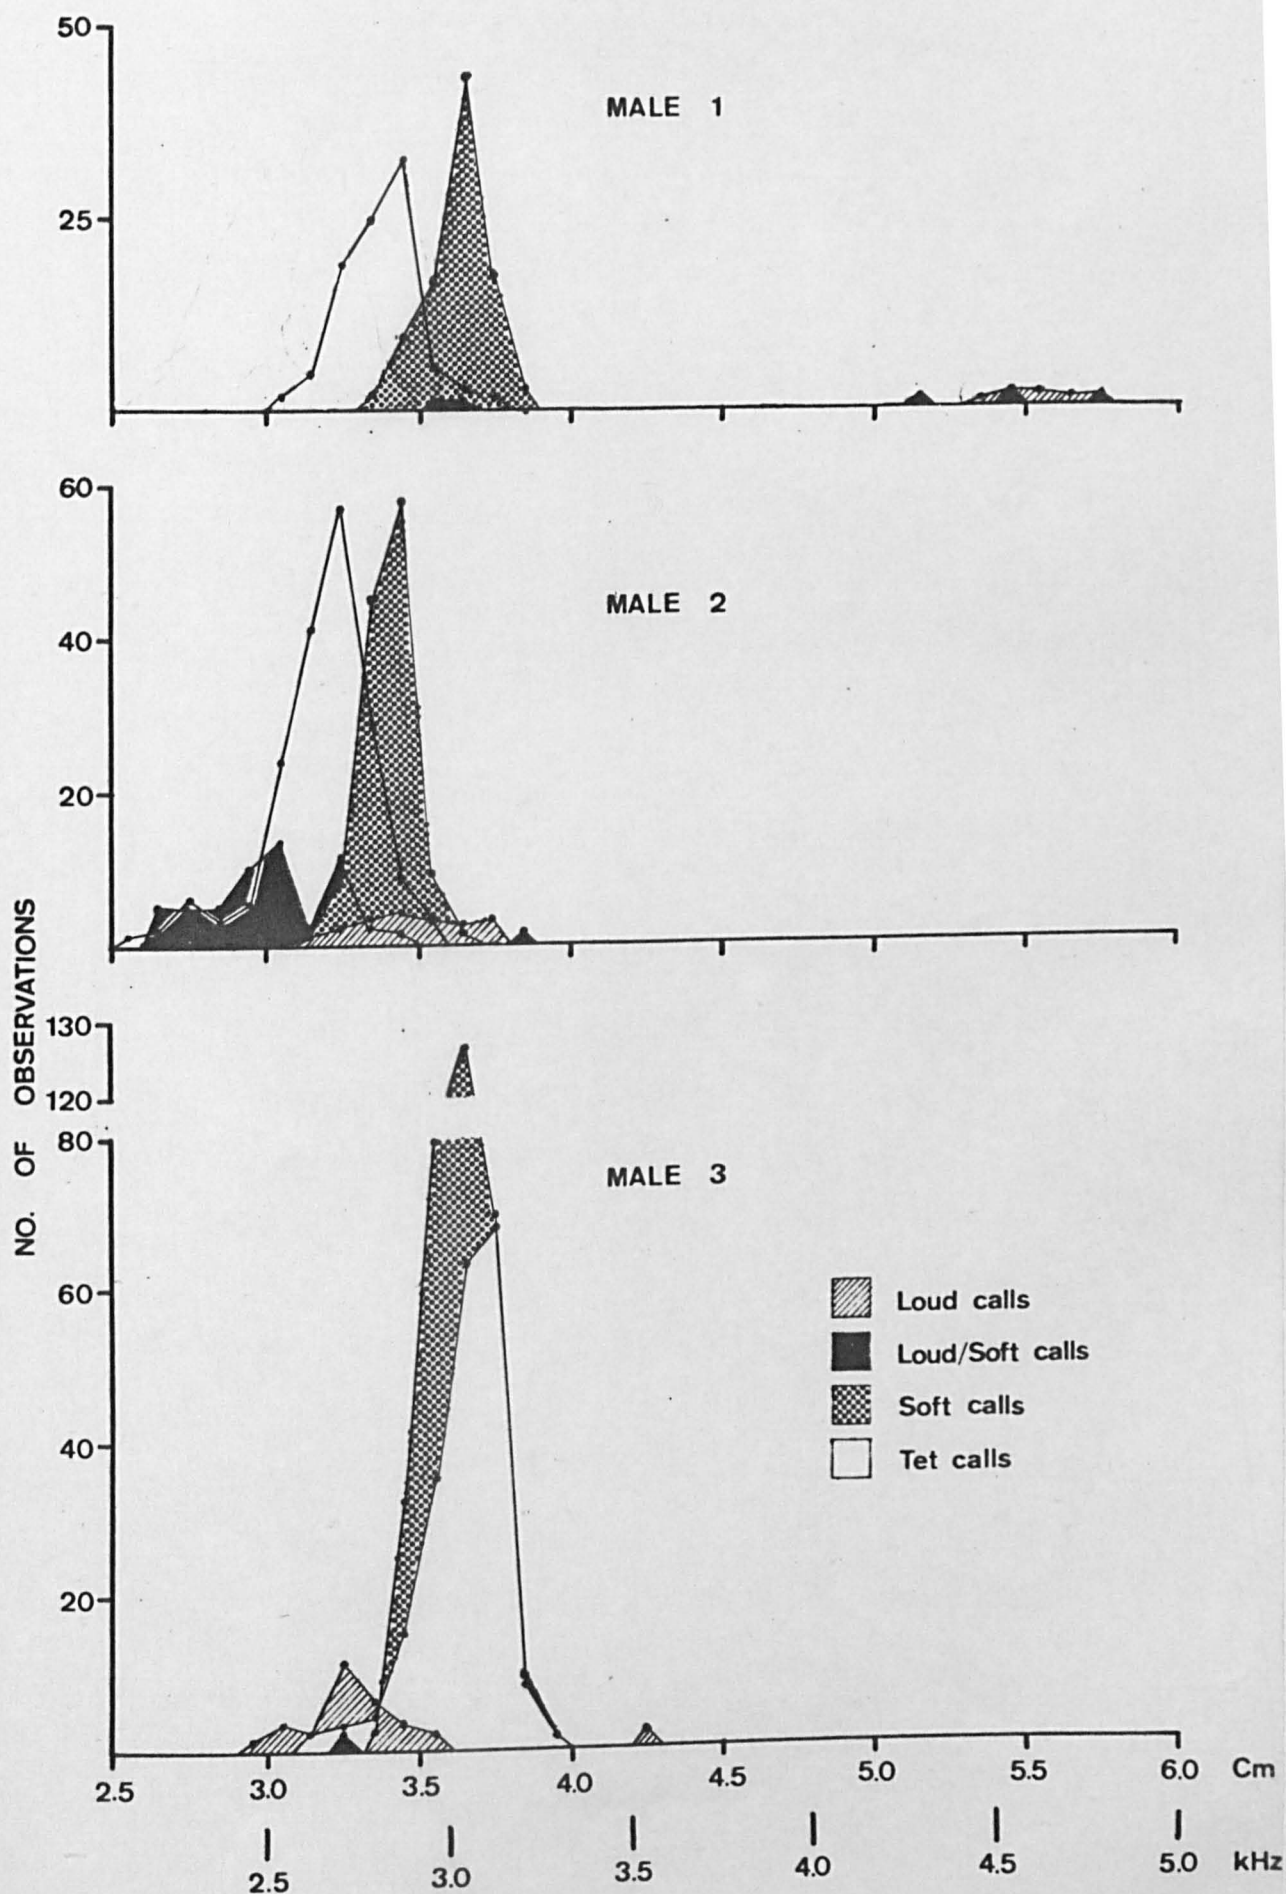 50
25
MALE 1
60
40
20
MALE 2
NO. OF OBSERVATIONS
130
120
80
60
40
20
MALE 3
Loud calls
Loud/Soft calls
Soft calls
Tet calls
2.5 3.0 3.5 4.0 4.5 5.0 5.5 6.0 Cm
2.5 3.0 3.5 4.0 4.5 5.0 kHz